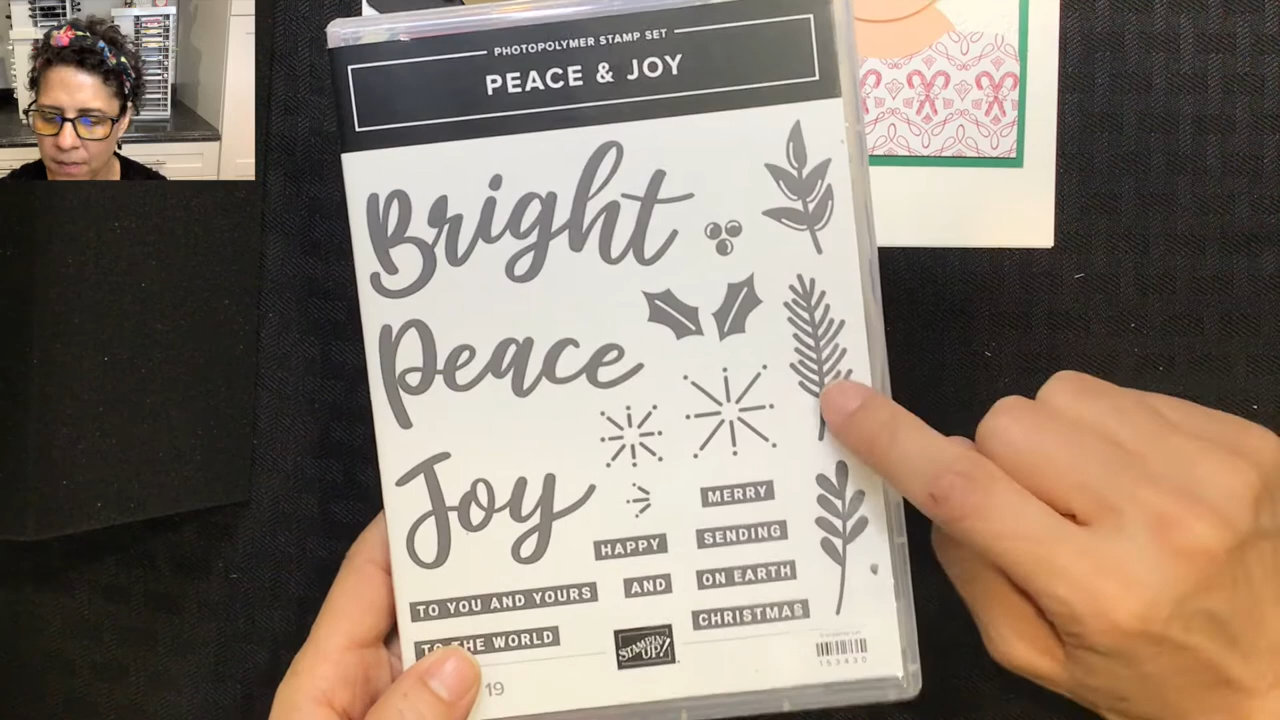 PHOTOPOLYMER STAMP SET
PEACE & JOY
Bright
Peace
Joy
MERRY
HAPPY
SENDING
AND
ON EARTH
TO YOU AND YOURS
CHRISTMAS
TO THE WORLD
STAMPIN' UP!
153430
19